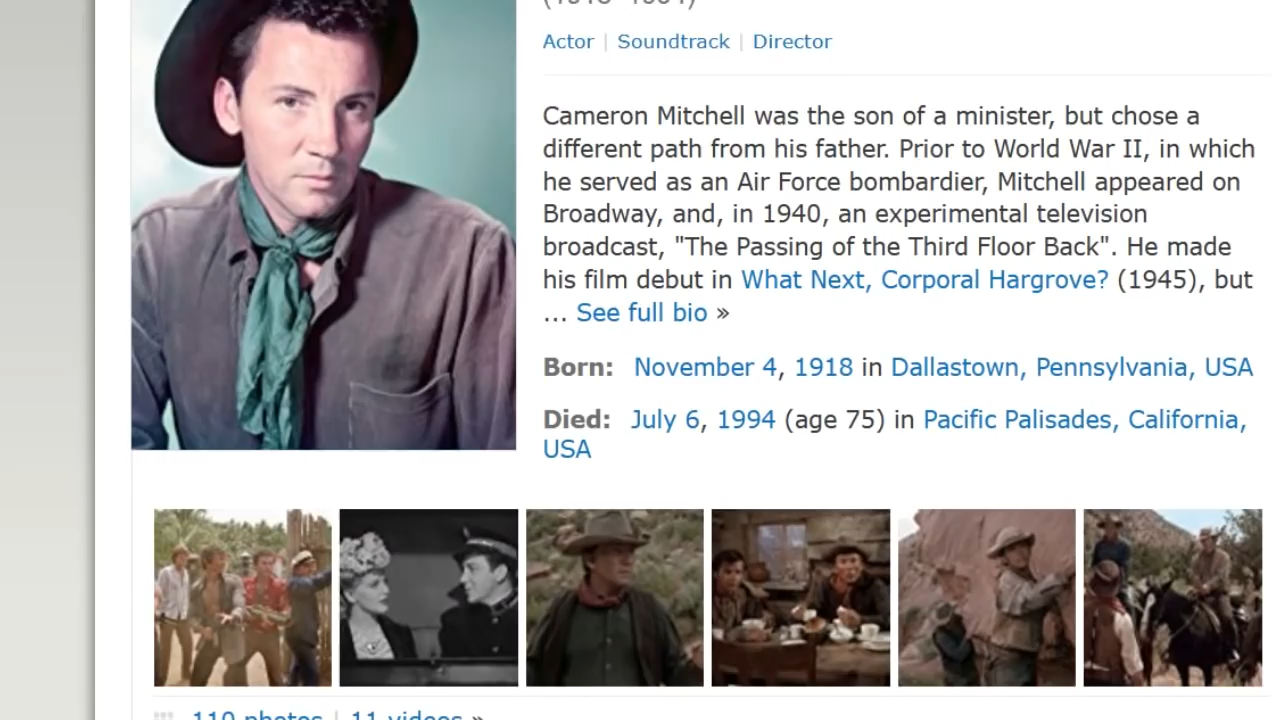 Actor | Soundtrack | Director
Cameron Mitchell was the son of a minister, but chose a
different path from his father. Prior to World War II, in which
he served as an Air Force bombardier, Mitchell appeared on
Broadway, and, in 1940, an experimental television
broadcast, "The Passing of the Third Floor Back". He made
his film debut in What Next, Corporal Hargrove? (1945), but
... See full bio »
Born: November 4, 1918 in Dallastown, Pennsylvania, USA
Died: July 6, 1994 (age 75) in Pacific Palisades, California,
USA
110 photos | 11 videos »